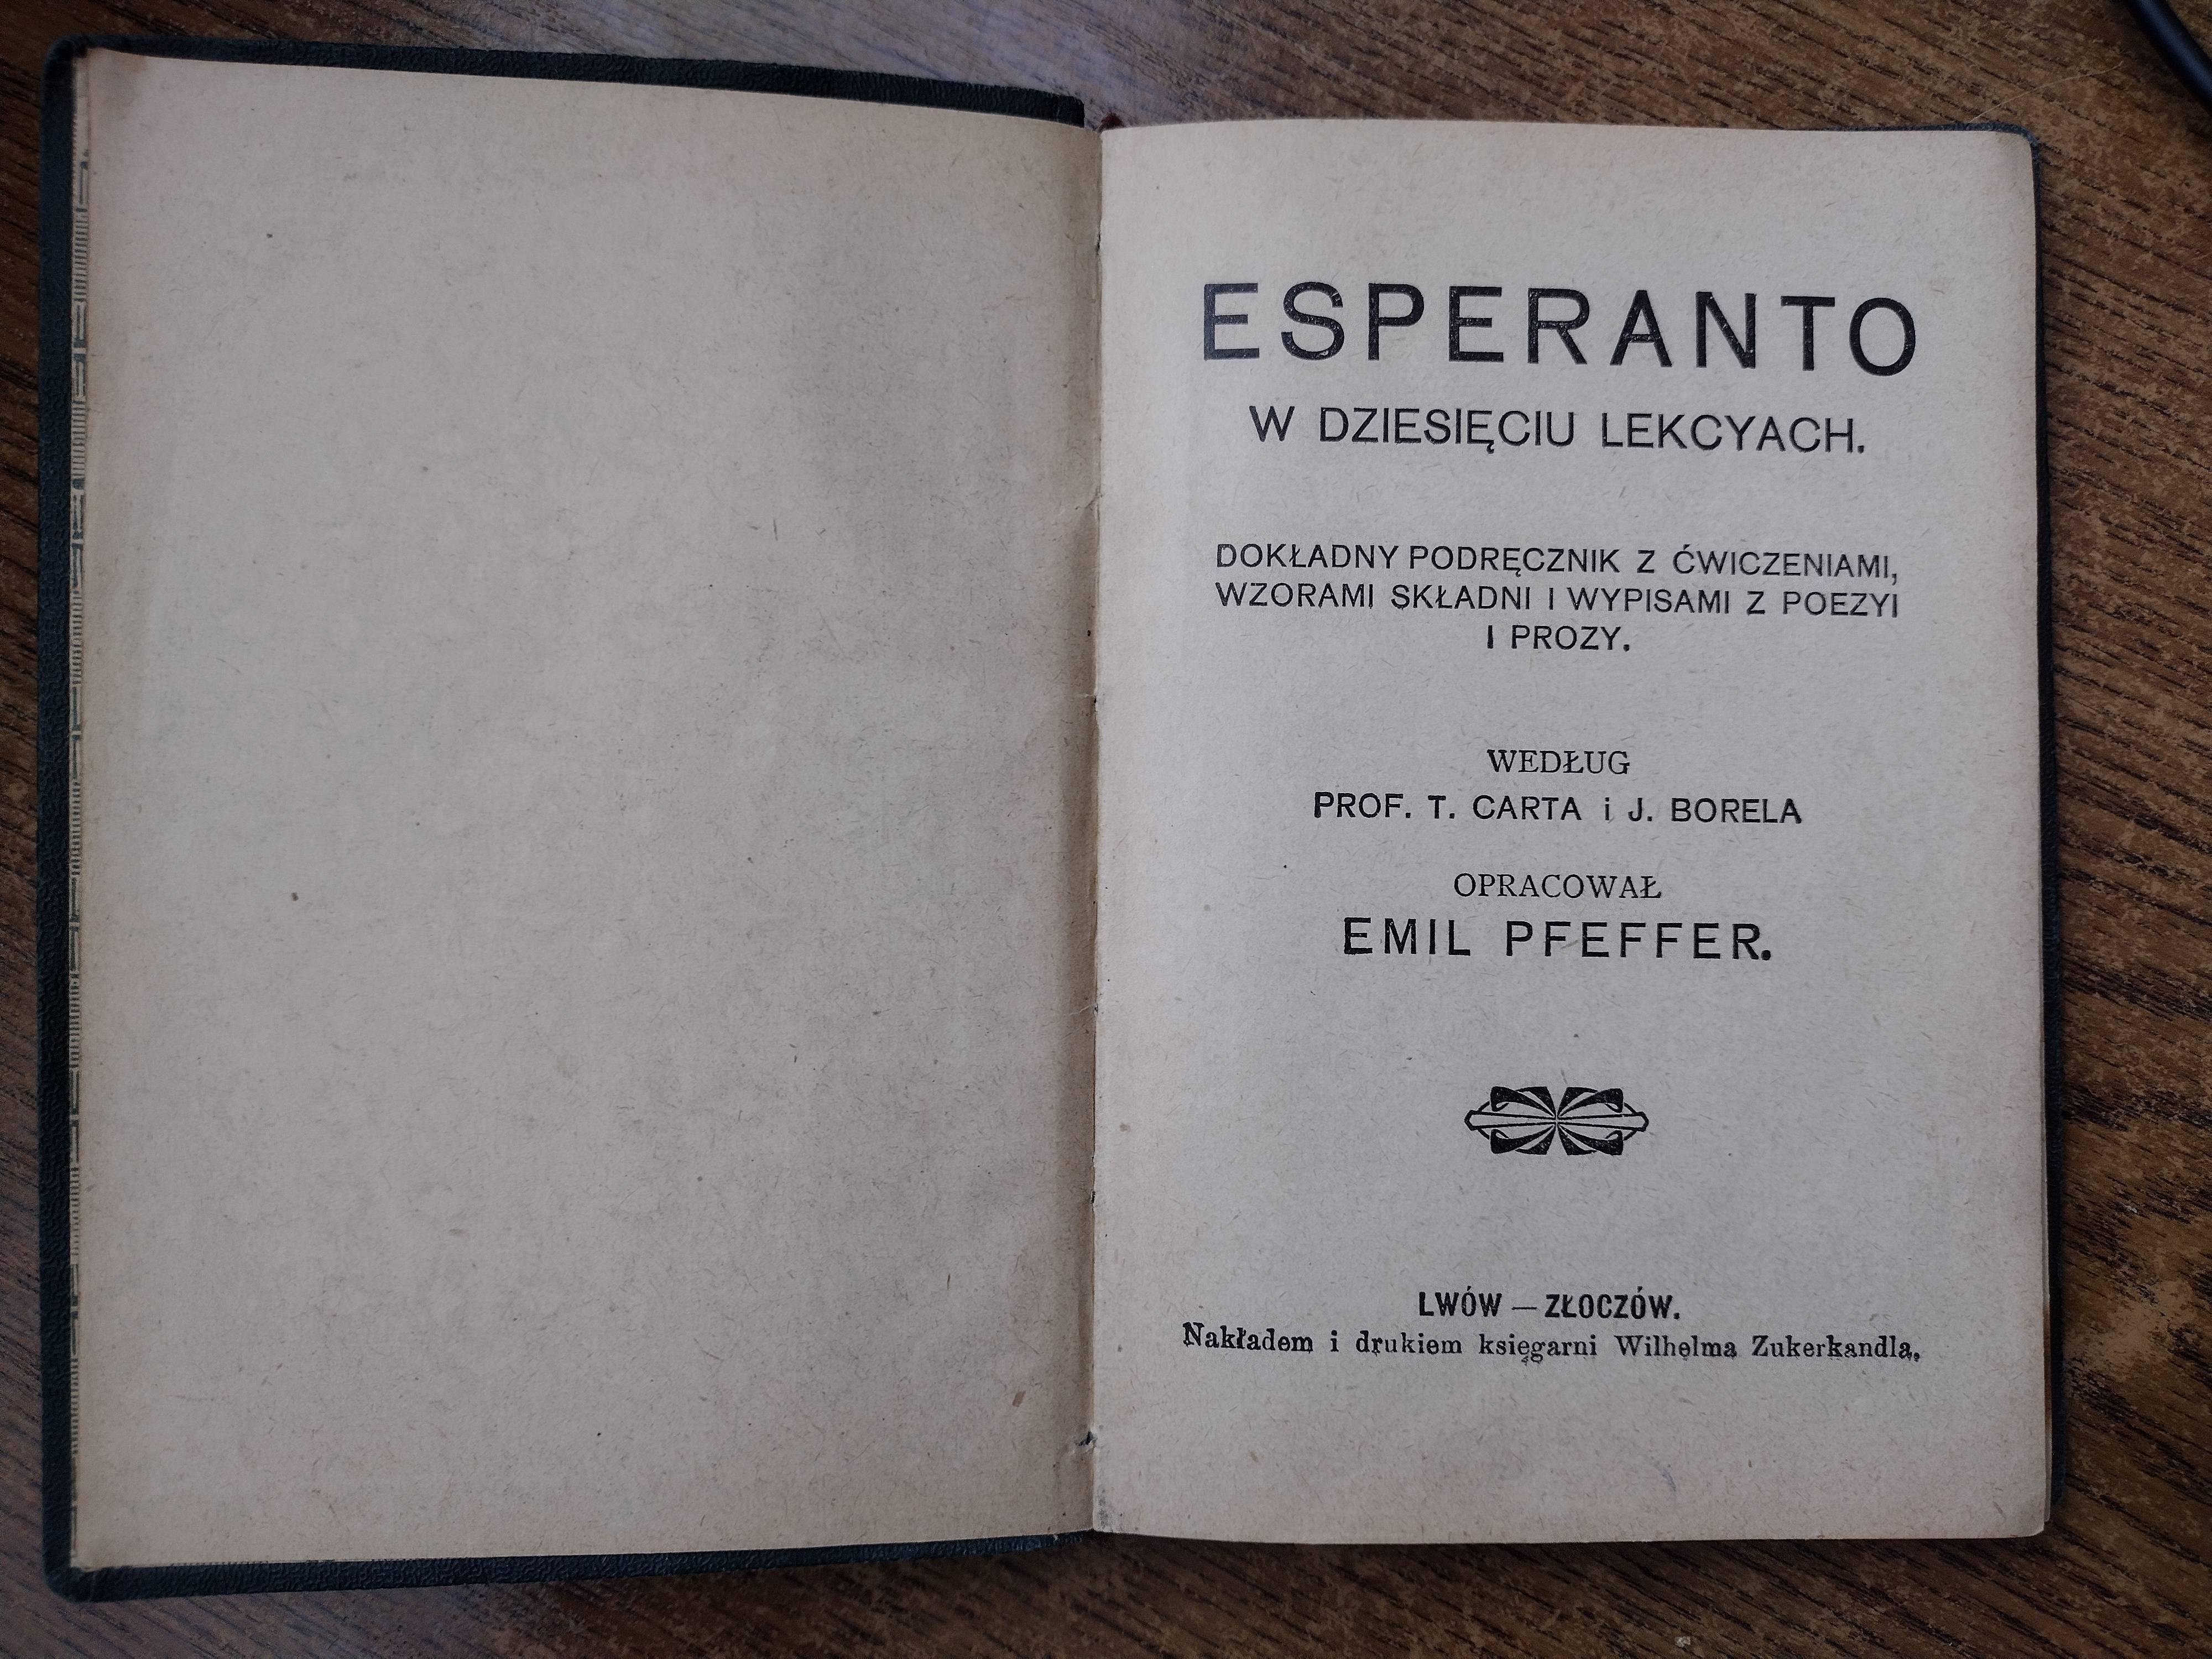 ESPERANTO
W DZIESIĘCIU LEKCYACH.
DOKŁADNY PODRĘCZNIK Z ĆWICZENIAMI,
WZORAMI SKŁADNI I WYPISAMI Z POEZYI
I PROZY.
WEDŁUG
PROF. T. CARTA i J. BORELA
OPRACOWAŁ
EMIL PFEFFER.
LWÓW — ZŁOCZÓW.
Nakładem i drukiem księgarni Wilhelma Zukerkandla.